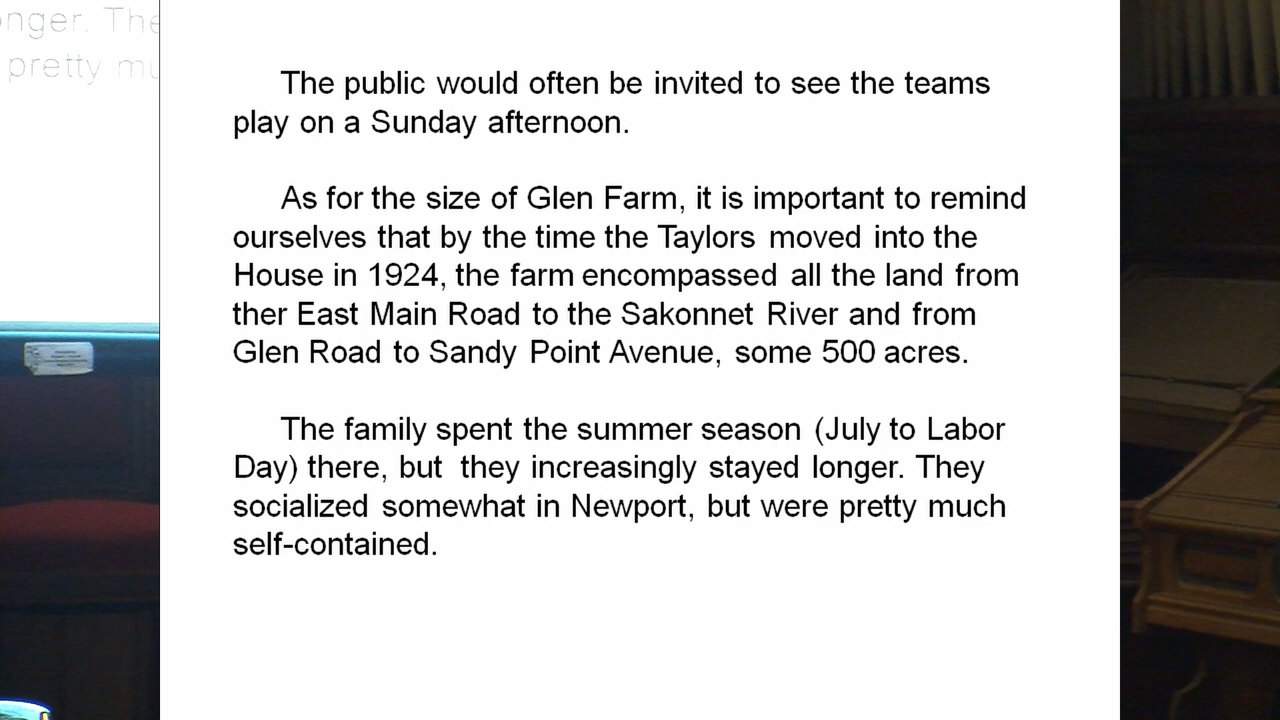 nger. The
pretty mu
The public would often be invited to see the teams
play on a Sunday afternoon.
As for the size of Glen Farm, it is important to remind
ourselves that by the time the Taylors moved into the
House in 1924, the farm encompassed all the land from
ther East Main Road to the Sakonnet River and from
Glen Road to Sandy Point Avenue, some 500 acres.
The family spent the summer season (July to Labor
Day) there, but they increasingly stayed longer. They
socialized somewhat in Newport, but were pretty much
self-contained.